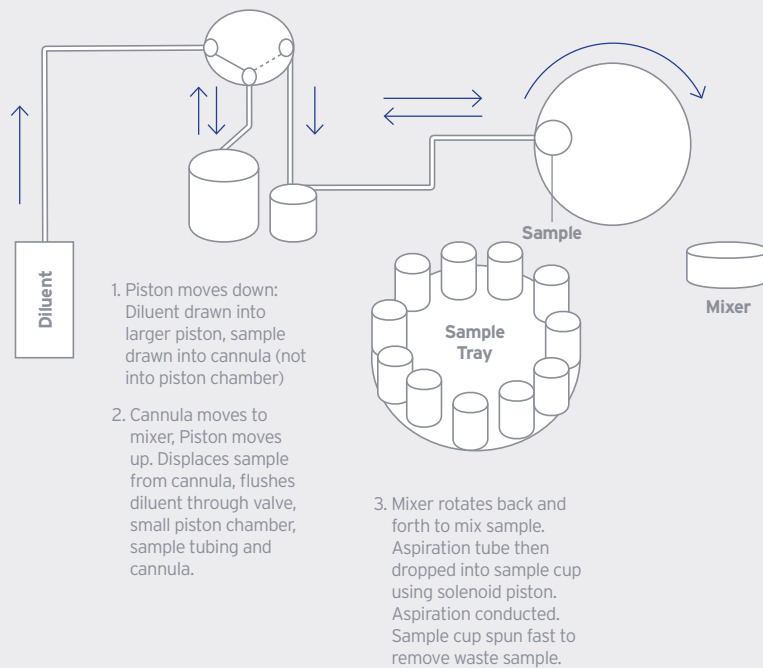 Diluent
Sample
Mixer
Sample
Tray
1. Piston moves down:
Diluent drawn into
larger piston, sample
drawn into cannula (not
into piston chamber)
2. Cannula moves to
mixer, Piston moves
up. Displaces sample
from cannula, flushes
diluent through valve,
small piston chamber,
sample tubing and
cannula.
3. Mixer rotates back and
forth to mix sample.
Aspiration tube then
dropped into sample cup
using solenoid piston.
Aspiration conducted.
Sample cup spun fast to
remove waste sample.